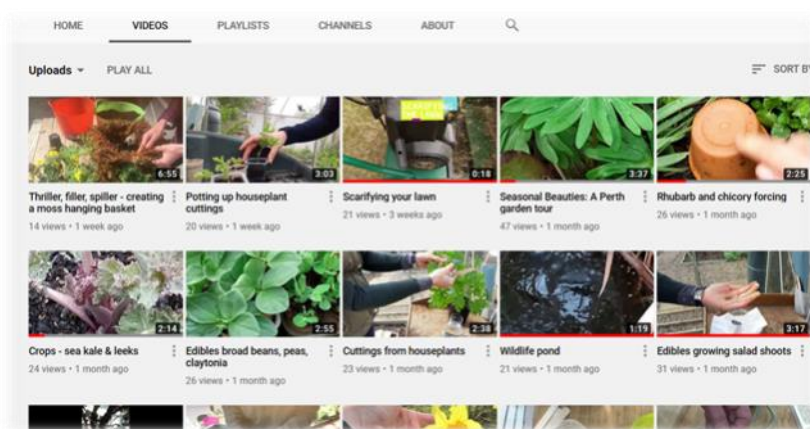 HOME VIDEOS PLAYLISTS CHANNELS ABOUT
Uploads PLAY ALL SORT BY
6:55 3:03 0:18 3:37 2:25
Thriller, filler, spiller - creating
a moss hanging basket
14 views • 1 week ago
Potting up houseplant
cuttings
20 views • 1 week ago
Scarifying your lawn
21 views • 3 weeks ago
Seasonal Beauties: A Perth
garden tour
47 views • 1 month ago
Rhubarb and chicory forcing
26 views • 1 month ago
2:14 2:55 2:38 1:19 3:17
Crops - sea kale & leeks
24 views • 1 month ago
Edibles broad beans, peas,
claytonia
26 views • 1 month ago
Cuttings from houseplants
23 views • 1 month ago
Wildlife pond
21 views • 1 month ago
Edibles growing salad shoots
31 views • 1 month ago